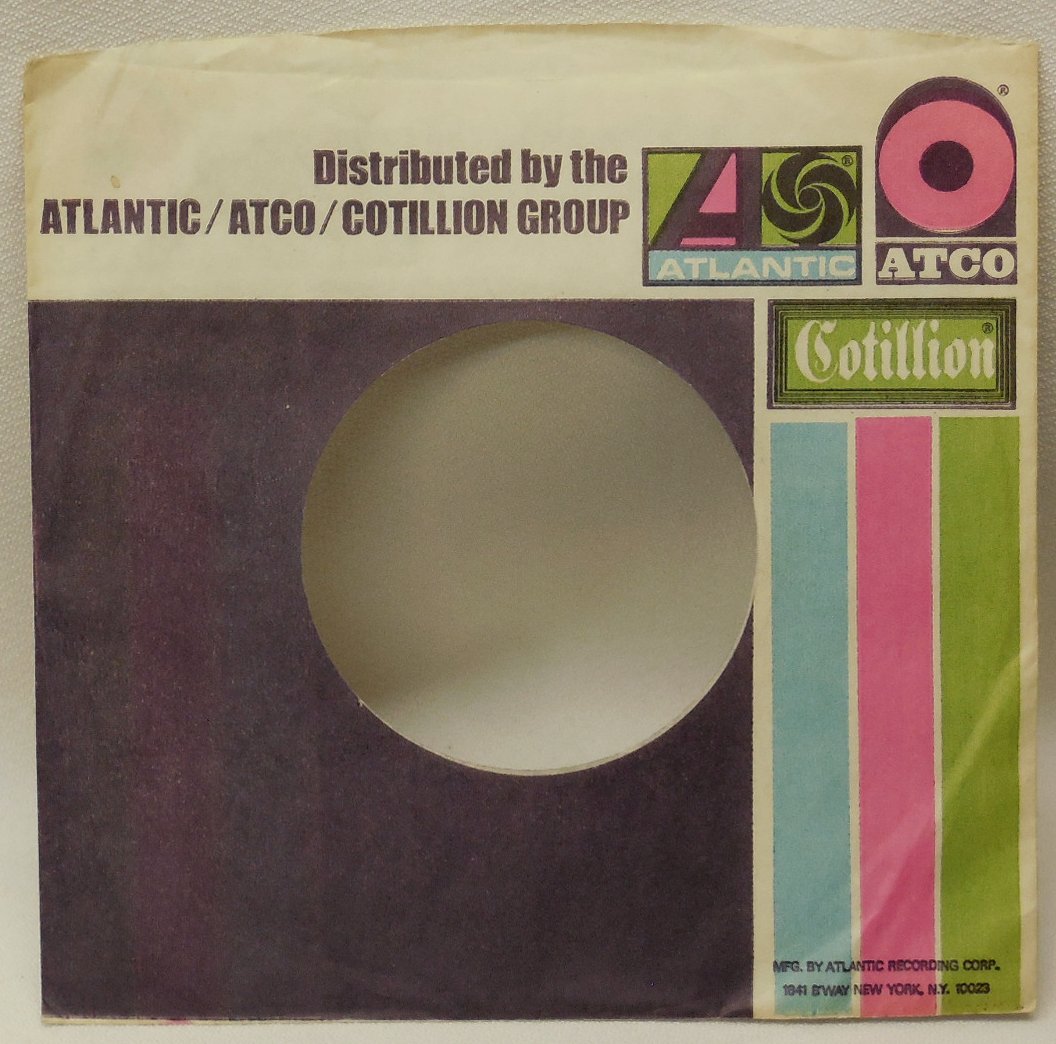 Distributed by the
ATLANTIC/ATCO/COTILLION GROUP
ATLANTIC®
ATCO®
Cotillion®
MFG. BY ATLANTIC RECORDING CORP.
1841 B'WAY NEW YORK, N.Y. 10023